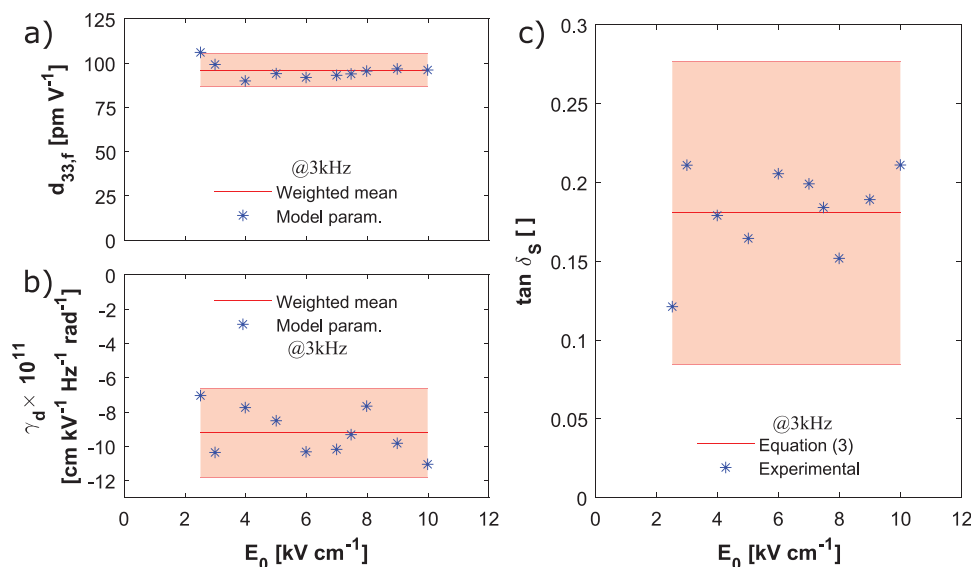 a)
125
100
75
50
25
0
d33,f [pm V-1]
@3kHz
Weighted mean
Model param.
b)
0
-2
-4
-6
-8
-10
-12
γd × 10^11
[cm kV-1 Hz-1 rad-1]
Weighted mean
Model param.
@3kHz
0 2 4 6 8 10 12
E0 [kV cm-1]
c)
0.3
0.25
0.2
0.15
0.1
0.05
0
tan δS [ ]
@3kHz
Equation (3)
Experimental
0 2 4 6 8 10 12
E0 [kV cm-1]